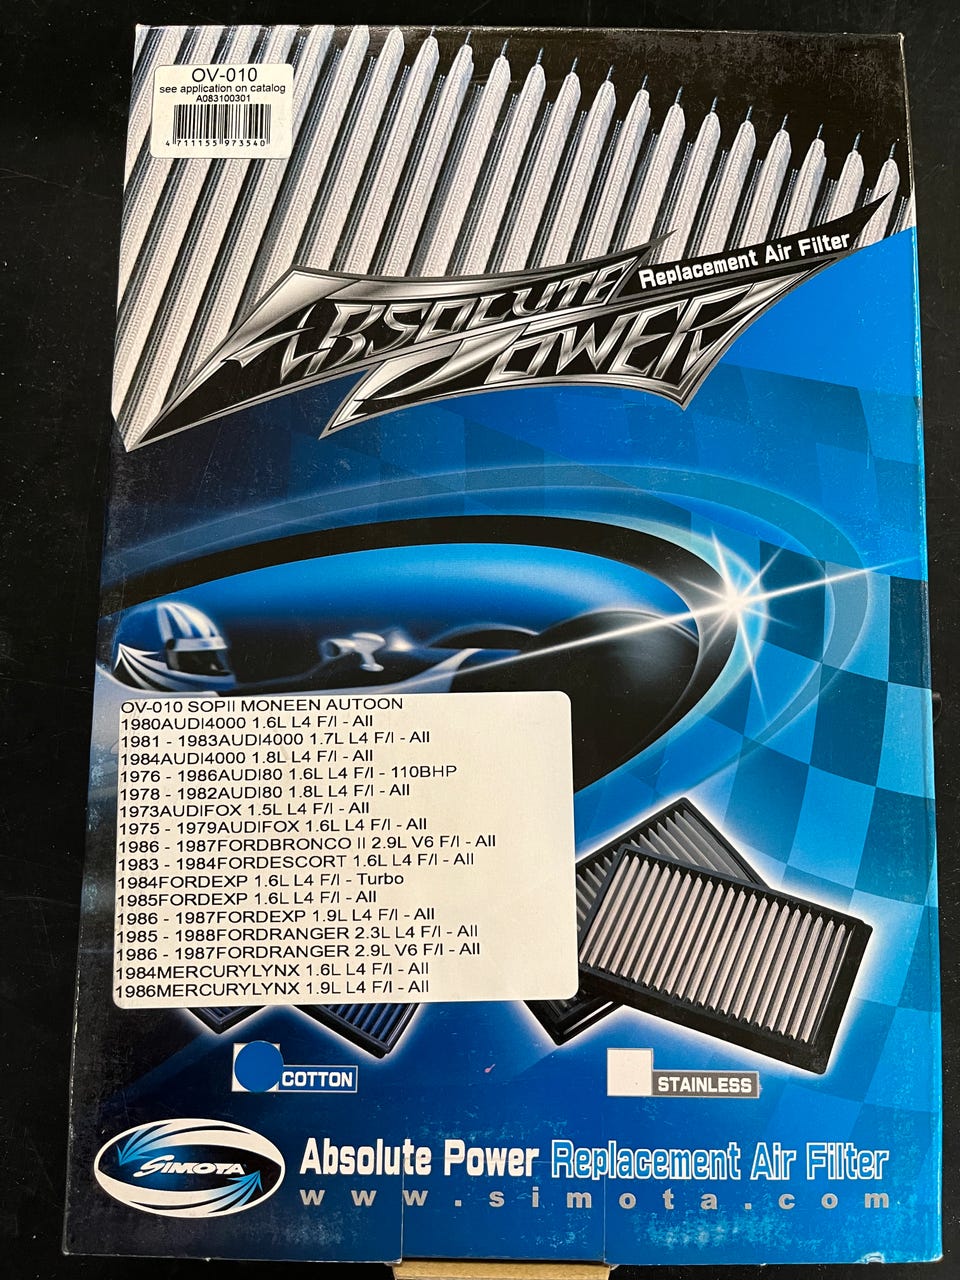 OV-010
see application on catalog
A083100301
4 711155 973540
Replacement Air Filter
ABSOLUTE
POWER
OV-010 SOPII MONEEN AUTOON
1980AUDI4000 1.6L L4 F/I - All
1981 - 1983AUDI4000 1.7L L4 F/I - All
1984AUDI4000 1.8L L4 F/I - All
1976 - 1986AUDI80 1.6L L4 F/I - 110BHP
1978 - 1982AUDI80 1.8L L4 F/I - All
1973AUDIFOX 1.5L L4 F/I - All
1975 - 1979AUDIFOX 1.6L L4 F/I - All
1986 - 1987FORDBRONCO II 2.9L V6 F/I - All
1983 - 1984FORDESCORT 1.6L L4 F/I - All
1984FORDEXP 1.6L L4 F/I - Turbo
1985FORDEXP 1.6L L4 F/I - All
1986 - 1987FORDEXP 1.9L L4 F/I - All
1985 - 1988FORDRANGER 2.3L L4 F/I - All
1986 - 1987FORDRANGER 2.9L V6 F/I - All
1984MERCURYLYNX 1.6L L4 F/I - All
1986MERCURYLYNX 1.9L L4 F/I - All
COTTON
STAINLESS
SIMOTA
Absolute Power Replacement Air Filter
www.simota.com